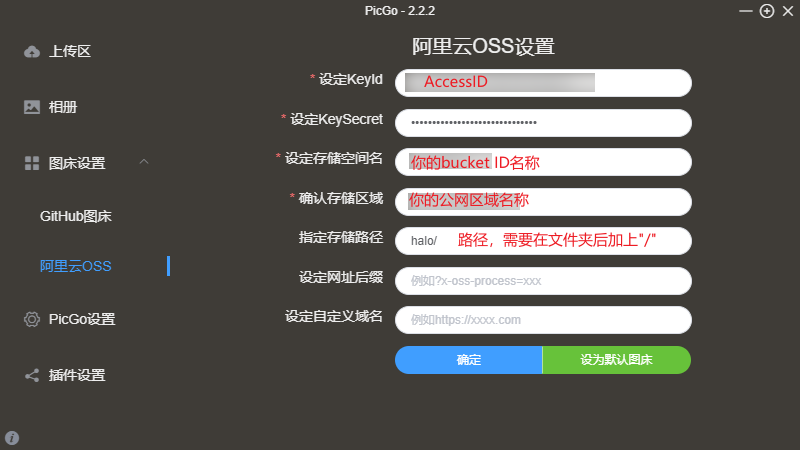 PicGo - 2.2.2
上传区
相册
图床设置
GitHub图床
阿里云OSS
PicGo设置
插件设置
阿里云OSS设置
* 设定KeyId
AccessID
* 设定KeySecret
••••••••••••••••••••••••••••••
* 设定存储空间名
你的bucket ID名称
* 确认存储区域
你的公网区域名称
指定存储路径
halo/ 路径，需要在文件夹后加上"/"
设定网址后缀
例如?x-oss-process=xxx
设定自定义域名
例如https://xxxx.com
确定
设为默认图床